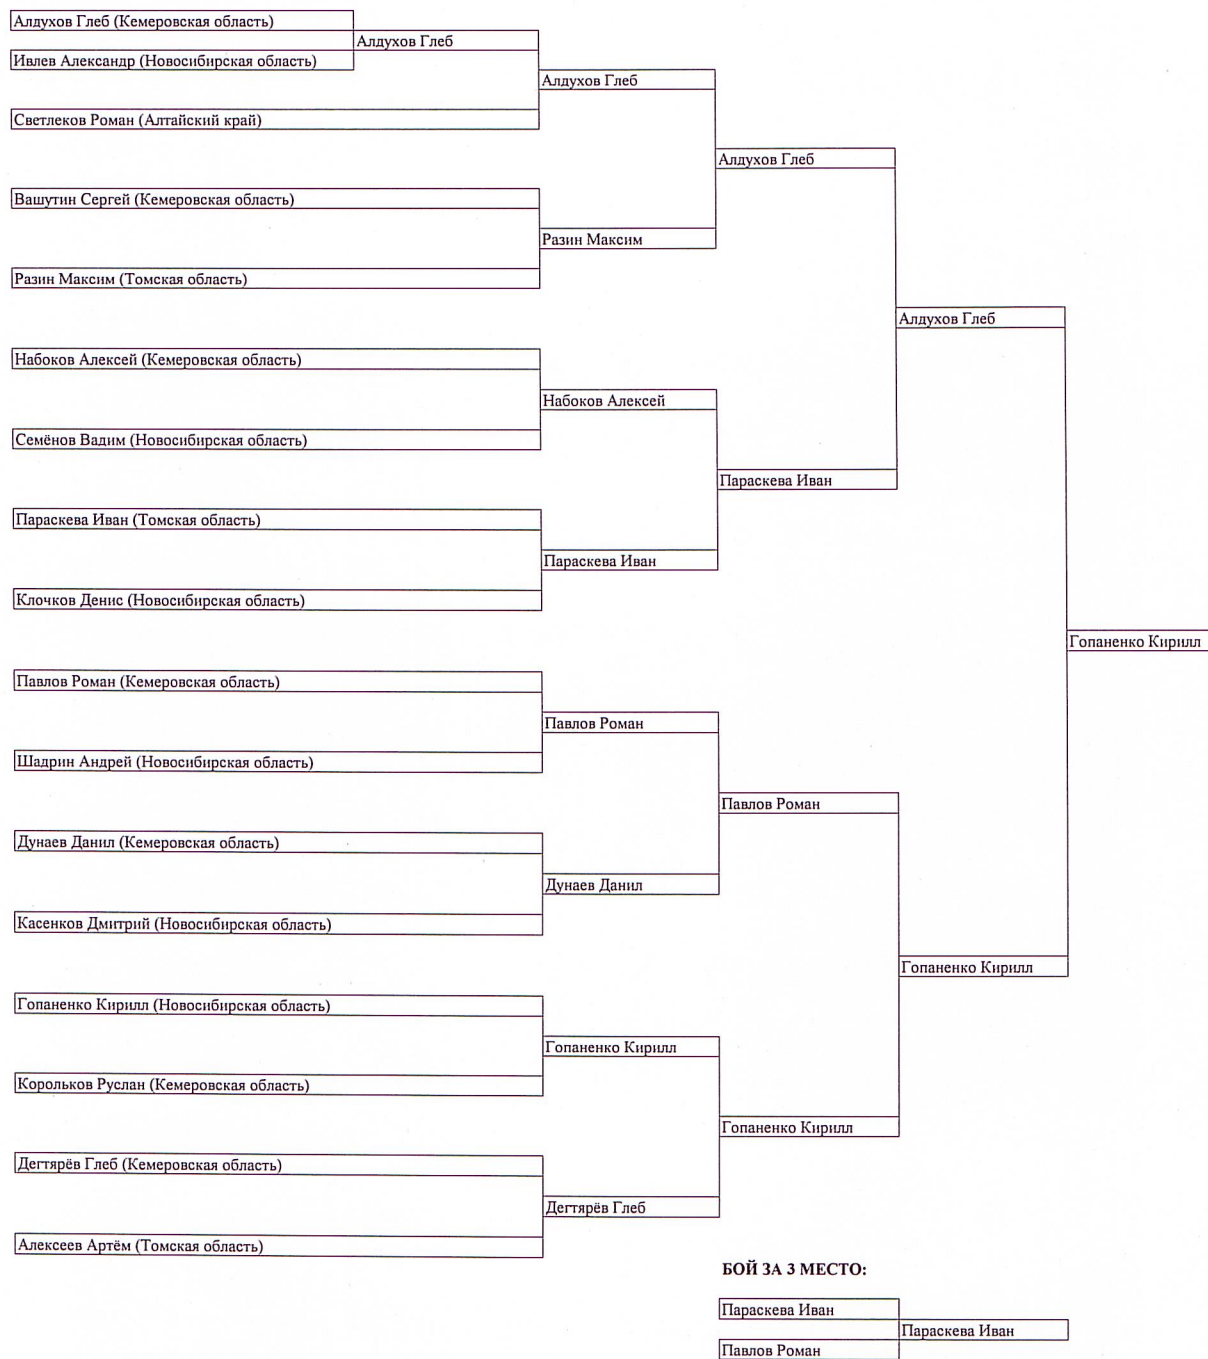 Алдухов Глеб (Кемеровская область)
Алдухов Глеб
Ивлев Александр (Новосибирская область)
Алдухов Глеб
Светлеков Роман (Алтайский край)
Алдухов Глеб
Вашутин Сергей (Кемеровская область)
Разин Максим
Разин Максим (Томская область)
Алдухов Глеб
Набоков Алексей (Кемеровская область)
Набоков Алексей
Семёнов Вадим (Новосибирская область)
Параскева Иван
Параскева Иван (Томская область)
Параскева Иван
Клочков Денис (Новосибирская область)
Гопаненко Кирилл
Павлов Роман (Кемеровская область)
Павлов Роман
Шадрин Андрей (Новосибирская область)
Павлов Роман
Дунаев Данил (Кемеровская область)
Дунаев Данил
Касенков Дмитрий (Новосибирская область)
Гопаненко Кирилл
Гопаненко Кирилл (Новосибирская область)
Гопаненко Кирилл
Корольков Руслан (Кемеровская область)
Гопаненко Кирилл
Дегтярёв Глеб (Кемеровская область)
Дегтярёв Глеб
Алексеев Артём (Томская область)
БОЙ ЗА 3 МЕСТО:
Параскева Иван
Параскева Иван
Павлов Роман